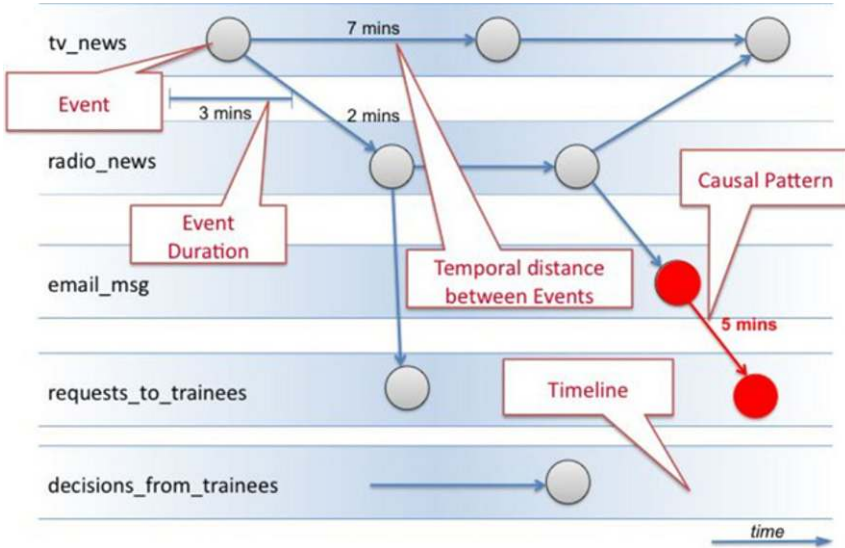 tv_news
7 mins
Event
3 mins
2 mins
radio_news
Causal Pattern
Event
Duration
Temporal distance
between Events
email_msg
5 mins
Timeline
requests_to_trainees
decisions_from_trainees
time